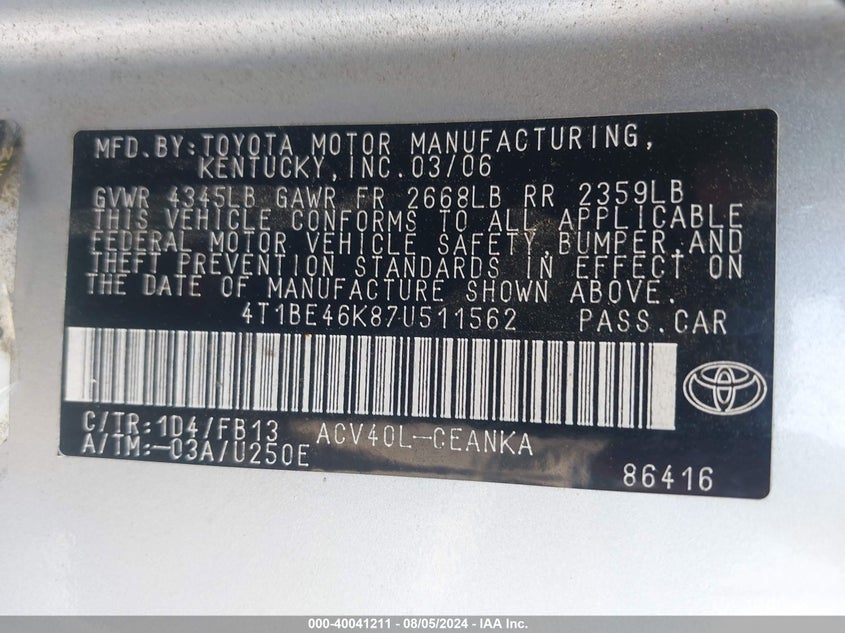 MFD.BY:TOYOTA MOTOR MANUFACTURING,
KENTUCKY,INC.03/06
GVWR 4345LB GAWR FR 2668LB RR 2359LB
THIS VEHICLE CONFORMS TO ALL APPLICABLE
FEDERAL MOTOR VEHICLE SAFETY,BUMPER,AND
THEFT PREVENTION STANDARDS IN EFFECT ON
THE DATE OF MANUFACTURE SHOWN ABOVE.
4T1BE46K87U511562 PASS.CAR
C/TR:1D4/FB13 ACV40L-CEANKA
A/TM:-03A/U250E
86416
000-40041211 - 08/05/2024 - IAA Inc.